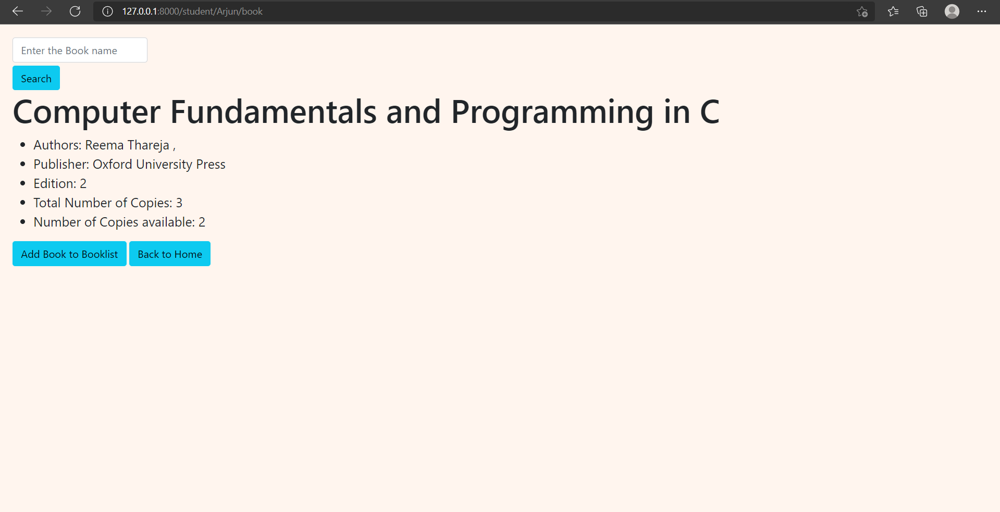 127.0.0.1:8000/student/Arjun/book
Enter the Book name
Search
Computer Fundamentals and Programming in C
• Authors: Reema Thareja ,
• Publisher: Oxford University Press
• Edition: 2
• Total Number of Copies: 3
• Number of Copies available: 2
Add Book to Booklist Back to Home